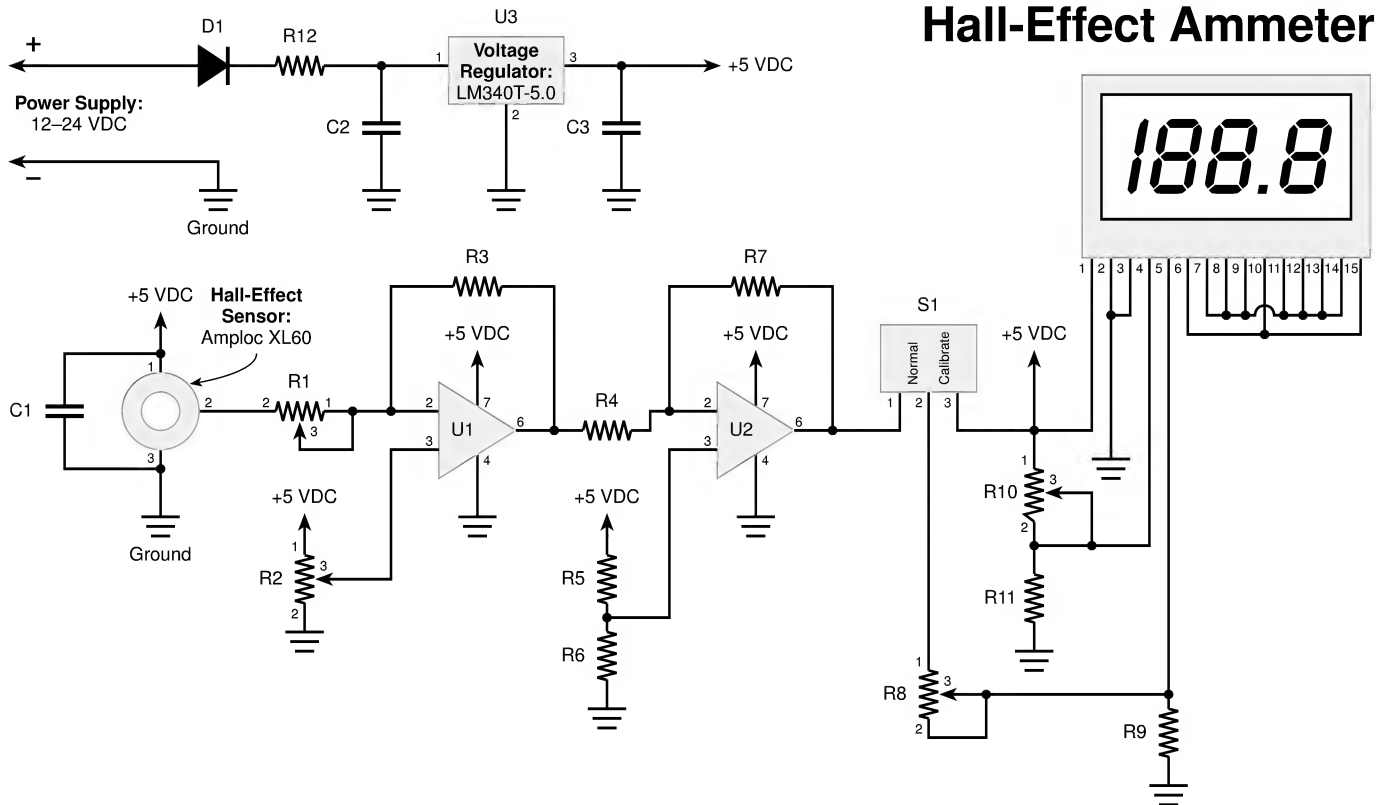 Hall-Effect Ammeter
D1
R12
U3
+
1
Voltage
Regulator:
LM340T-5.0
3
2
+5 VDC
Power Supply:
12–24 VDC
C2
C3
–
Ground
188.8
1 2 3 4 5 6 7 8 9 10 11 12 13 14 15
+5 VDC
Hall-Effect
Sensor:
Amploc XL60
C1
1
2
3
Ground
R1
2
1
3
R3
+5 VDC
2
3
U1
7
6
4
+5 VDC
R2
1
3
2
R4
R7
+5 VDC
2
3
U2
7
6
4
+5 VDC
R5
R6
S1
Normal
Calibrate
1
2
3
+5 VDC
R10
1
3
2
R11
R8
1
3
2
R9